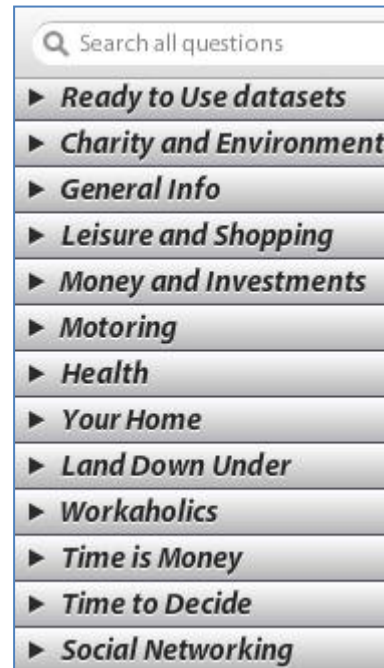 Search all questions
Ready to Use datasets
Charity and Environment
General Info
Leisure and Shopping
Money and Investments
Motoring
Health
Your Home
Land Down Under
Workaholics
Time is Money
Time to Decide
Social Networking